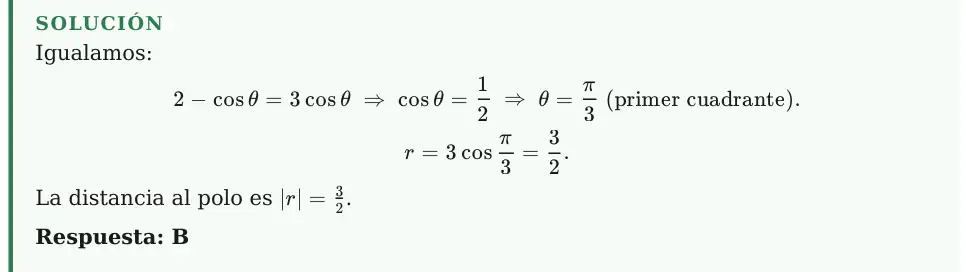 SOLUCIÓN
Igualamos:
2 − cos θ = 3 cos θ ⇒ cos θ = 1/2 ⇒ θ = π/3 (primer cuadrante).
r = 3 cos π/3 = 3/2.
La distancia al polo es |r| = 3/2.
Respuesta: B